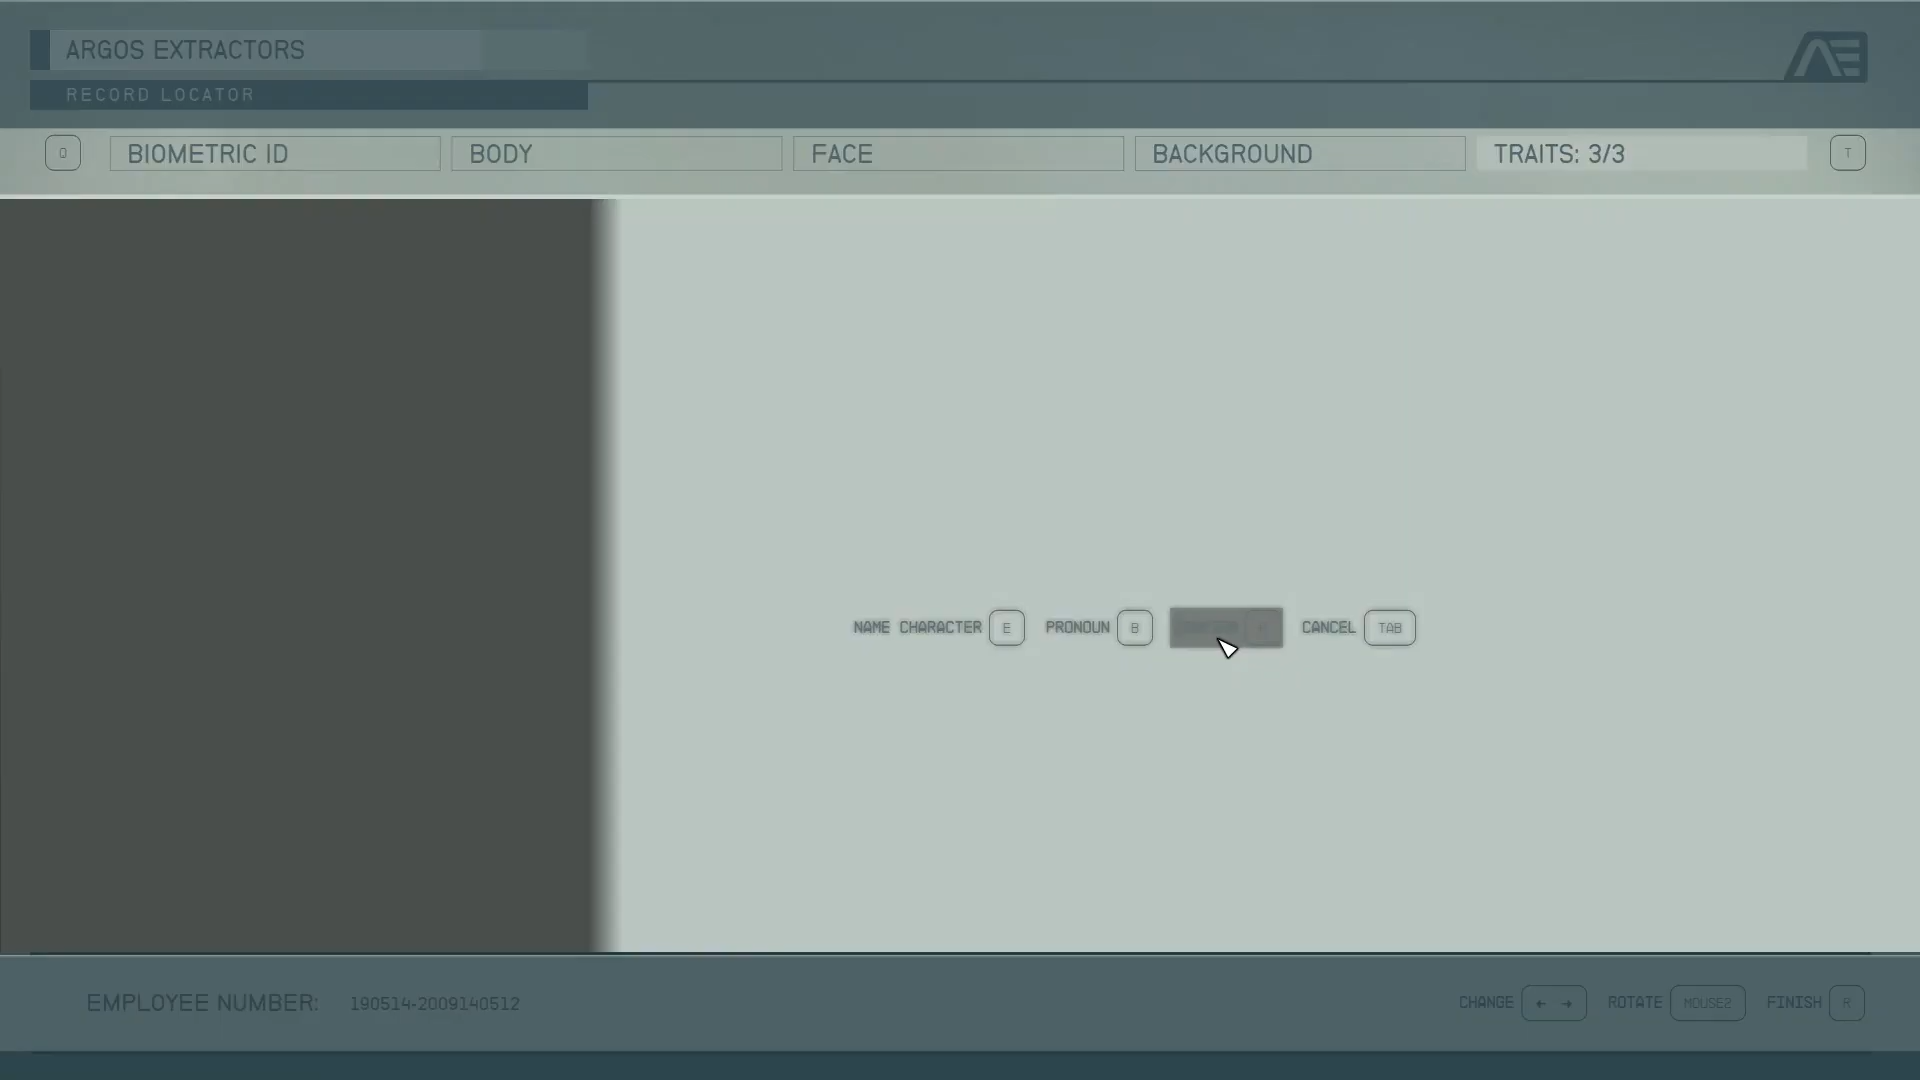 ARGOS EXTRACTORS
RECORD LOCATOR
Q BIOMETRIC ID BODY FACE BACKGROUND TRAITS: 3/3 T
NAME CHARACTER E PRONOUN B CANCEL TAB
EMPLOYEE NUMBER: 190514-2009140512 CHANGE ← → ROTATE MOUSE2 FINISH R